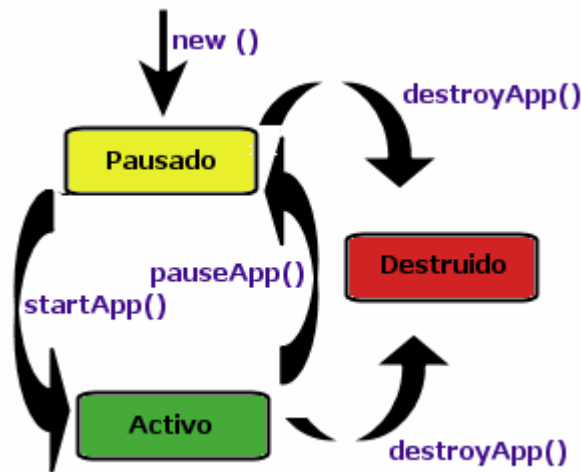 new ()
destroyApp()
Pausado
Destruido
pauseApp()
startApp()
Activo
destroyApp()